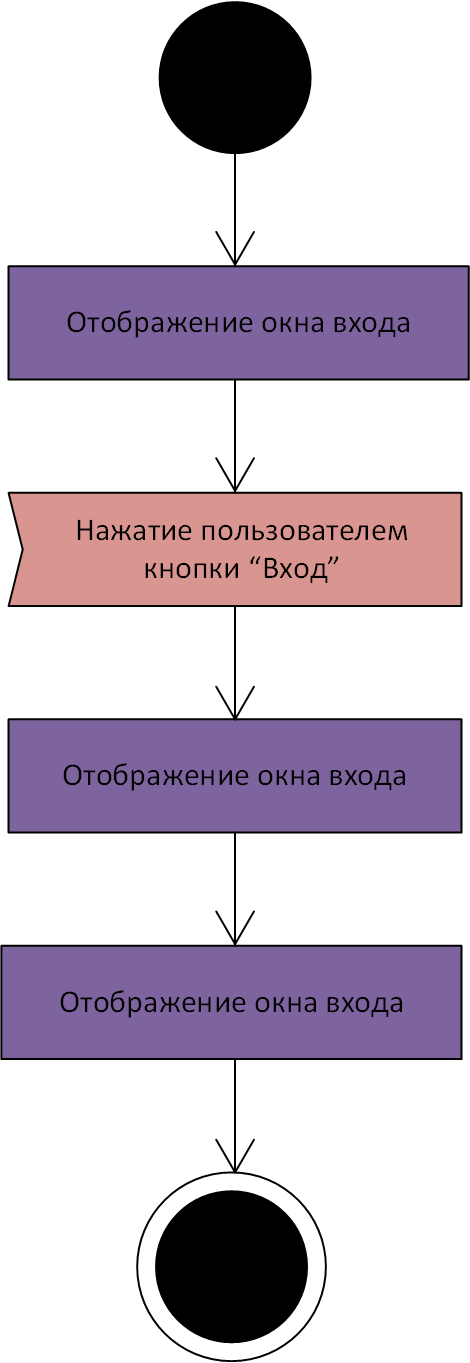 Отображение окна входа
Нажатие пользователем
кнопки “Вход”
Отображение окна входа
Отображение окна входа